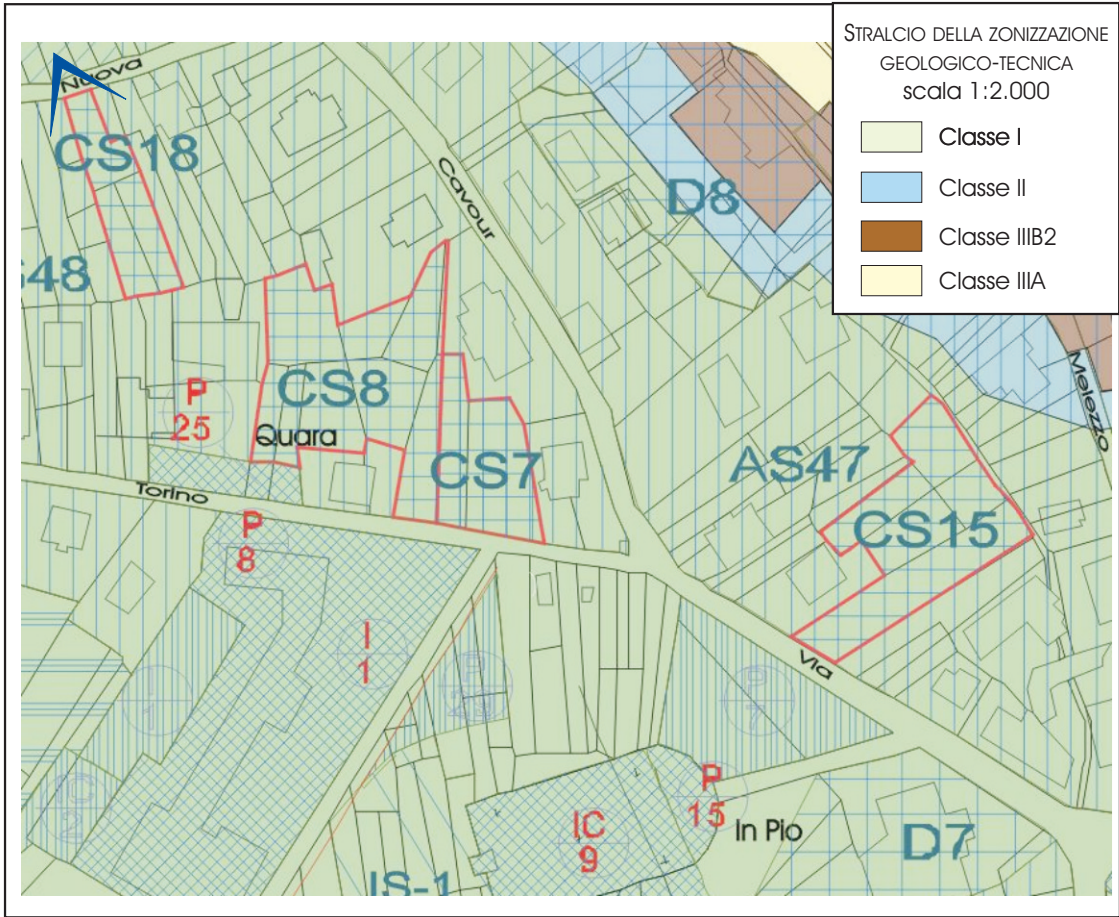 STRALCIO DELLA ZONIZZAZIONE
GEOLOGICO-TECNICA
scala 1:2.000
Classe I
Classe II
Classe IIIB2
Classe IIIA
Nuova
CS18
Cavour
D8
48
CS8
P
25
Quara
CS7
Melezzo
AS47
CS15
Torino
P
8
I
1
Via
P
15
In Pio
IC
9
D7
IS-1